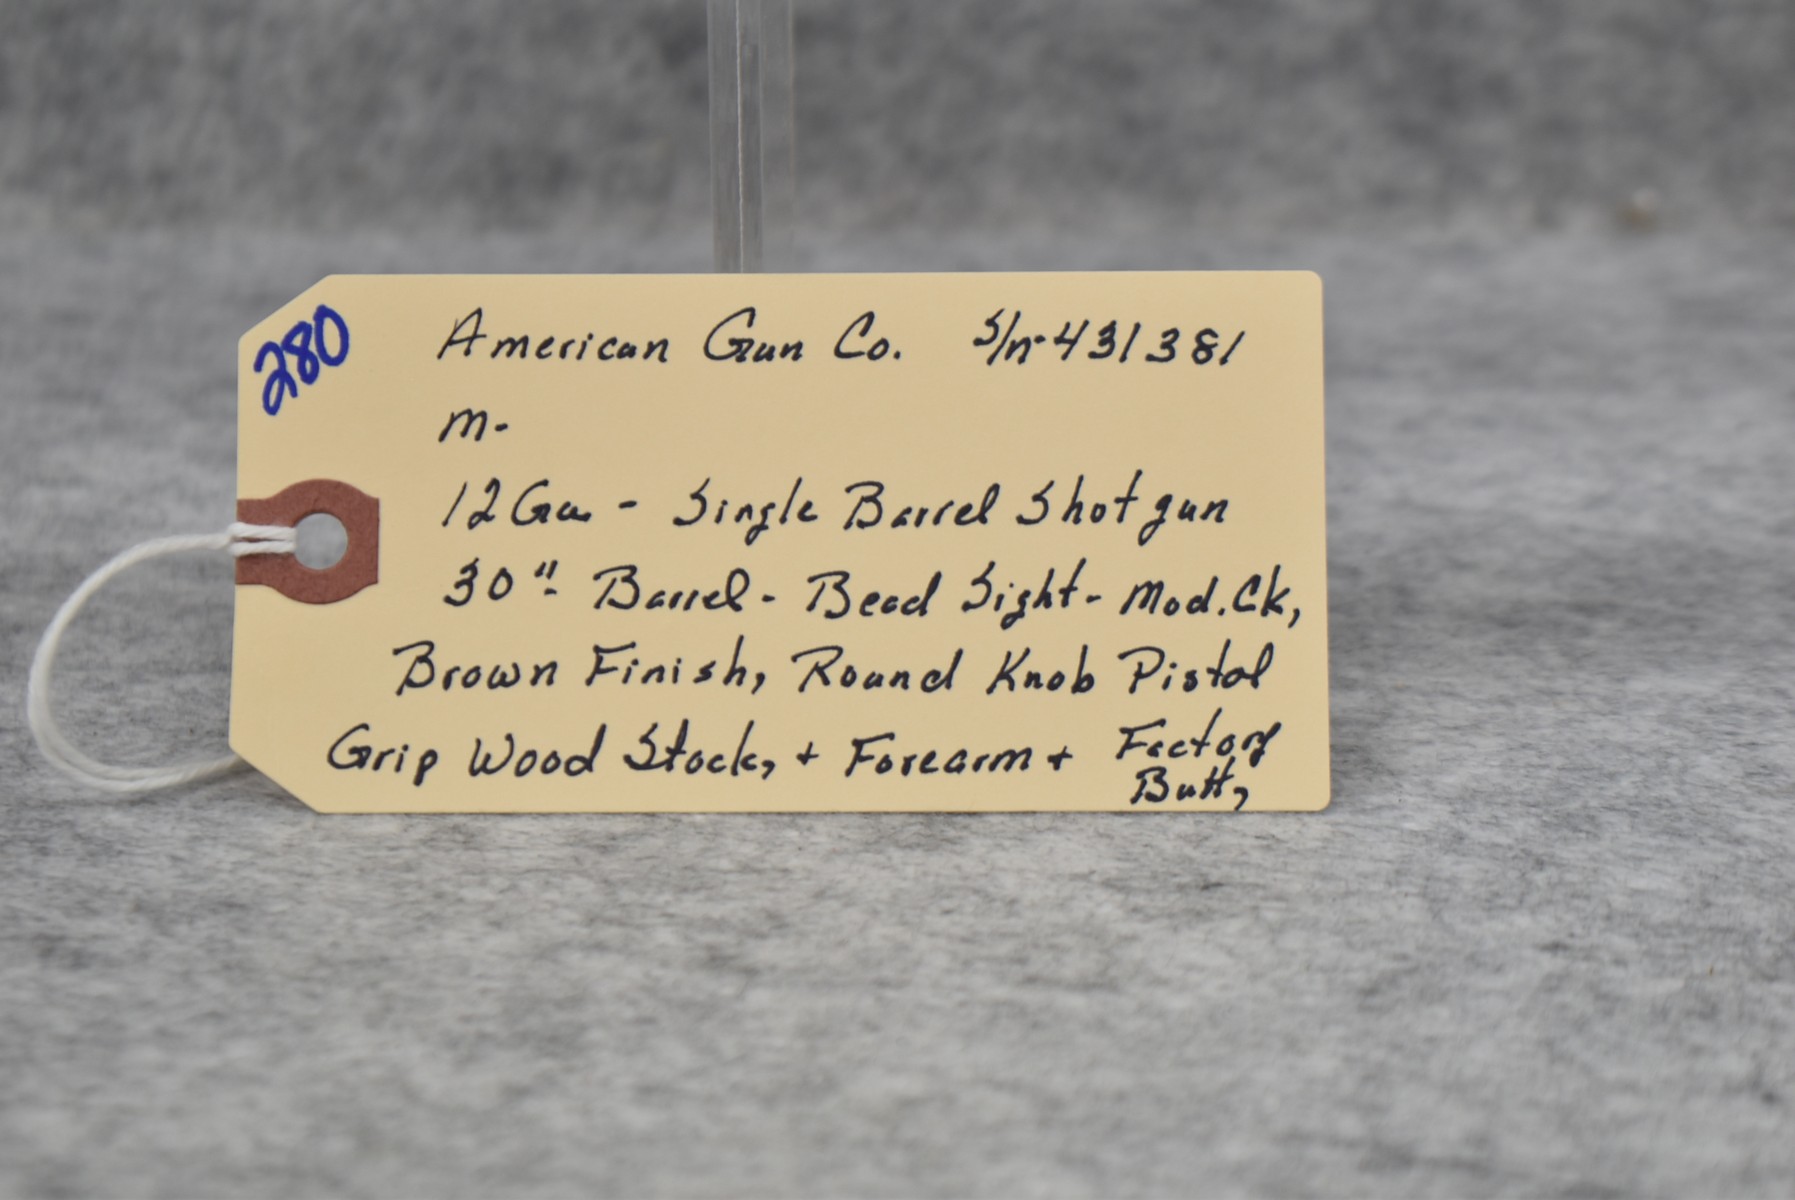 280
American Gun Co. S/n-431381
M-
12 Ga - Single Barrel Shotgun
30"- Barrel- Bead Sight- Mod. Ck,
Brown Finish, Round Knob Pistol
Grip Wood Stock, + Forearm + Factory
Butt,